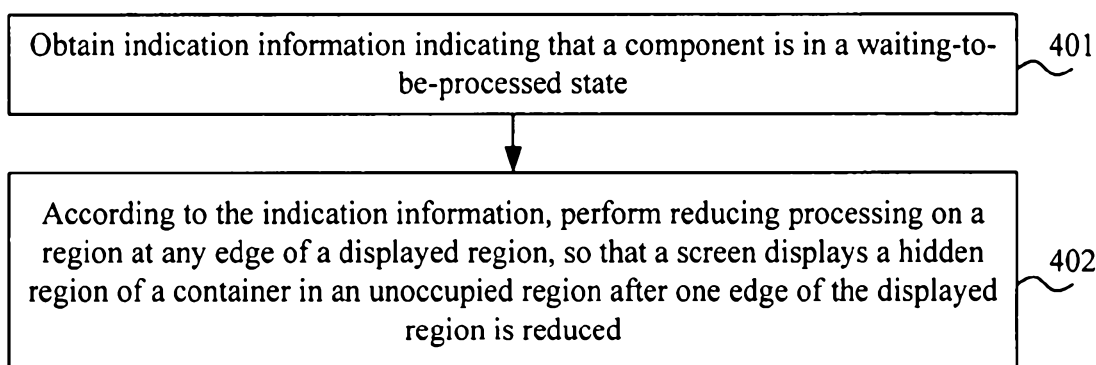 Obtain indication information indicating that a component is in a waiting-to-
be-processed state
401
According to the indication information, perform reducing processing on a
region at any edge of a displayed region, so that a screen displays a hidden
region of a container in an unoccupied region after one edge of the displayed
region is reduced
402